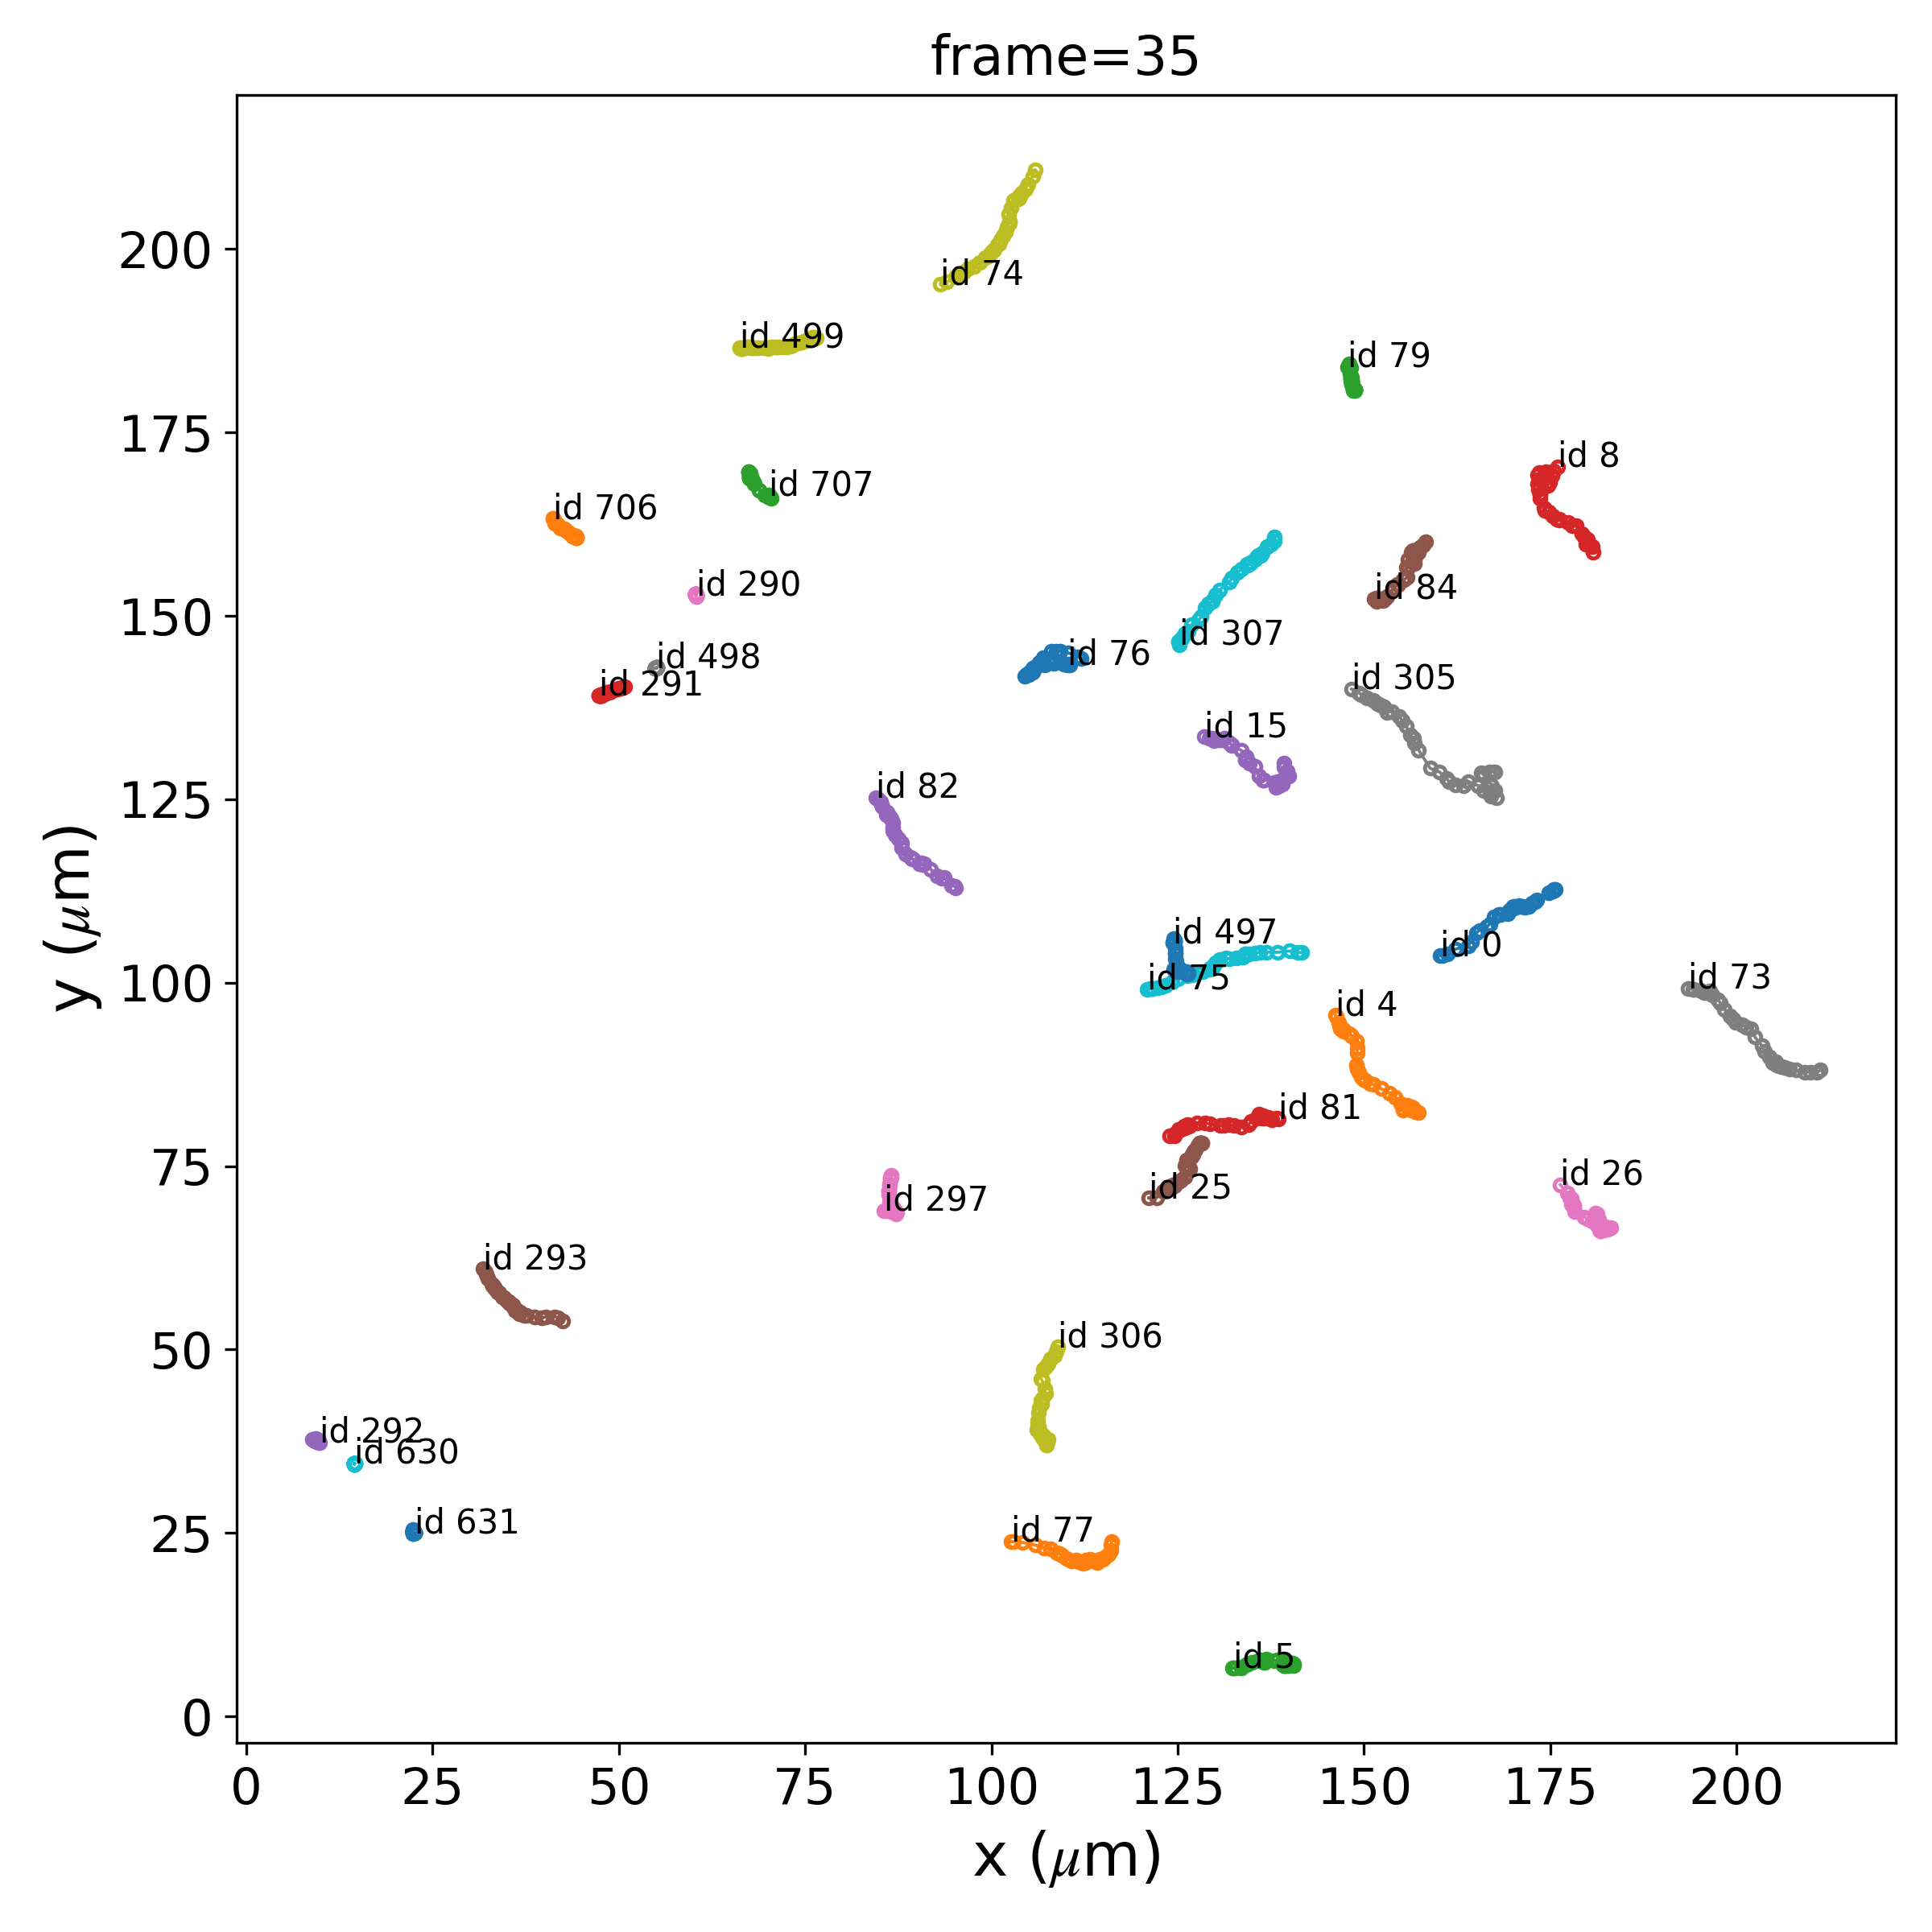 frame=35
y (μm)
200
175
150
125
100
75
50
25
0
id 74
id 499
id 79
id 8
id 707
id 706
id 290
id 84
id 307
id 498
id 76
id 291
id 305
id 15
id 82
id 497
id 0
id 75
id 73
id 4
id 81
id 25
id 26
id 297
id 293
id 306
id 292
id 630
id 631
id 77
id 5
0 25 50 75 100 125 150 175 200
x (μm)